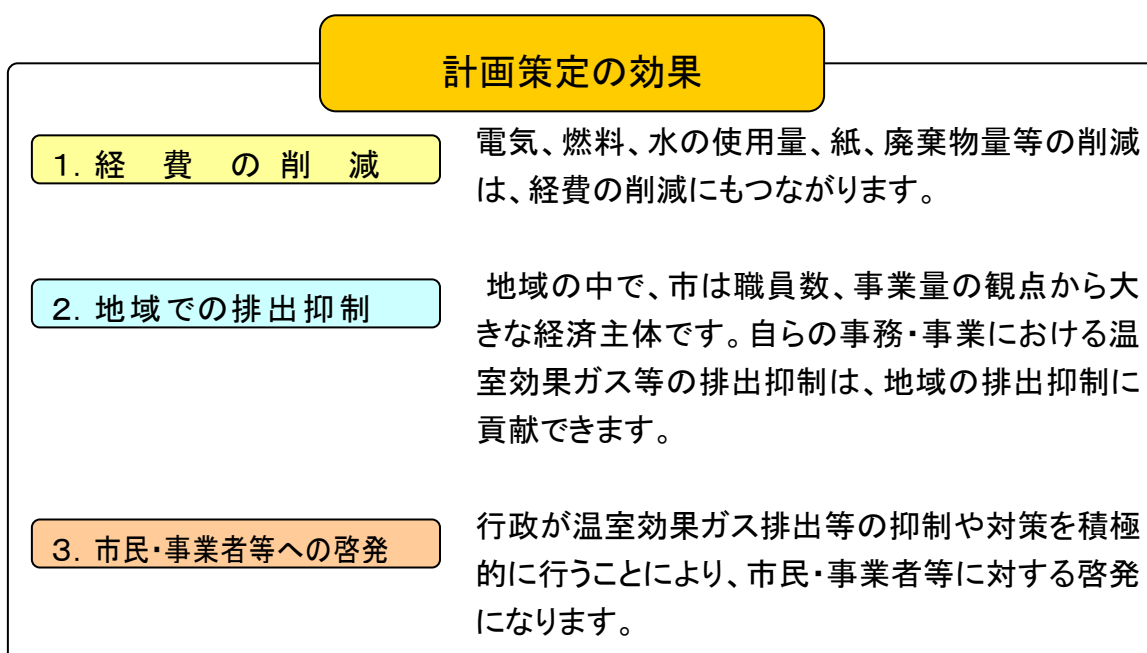 計画策定の効果
1. 経 費 の 削 減
電気、燃料、水の使用量、紙、廃棄物量等の削減
は、経費の削減にもつながります。
2. 地域での排出抑制
地域の中で、市は職員数、事業量の観点から大
きな経済主体です。自らの事務・事業における温
室効果ガス等の排出抑制は、地域の排出抑制に
貢献できます。
3. 市民・事業者等への啓発
行政が温室効果ガス排出等の抑制や対策を積極
的に行うことにより、市民・事業者等に対する啓発
になります。